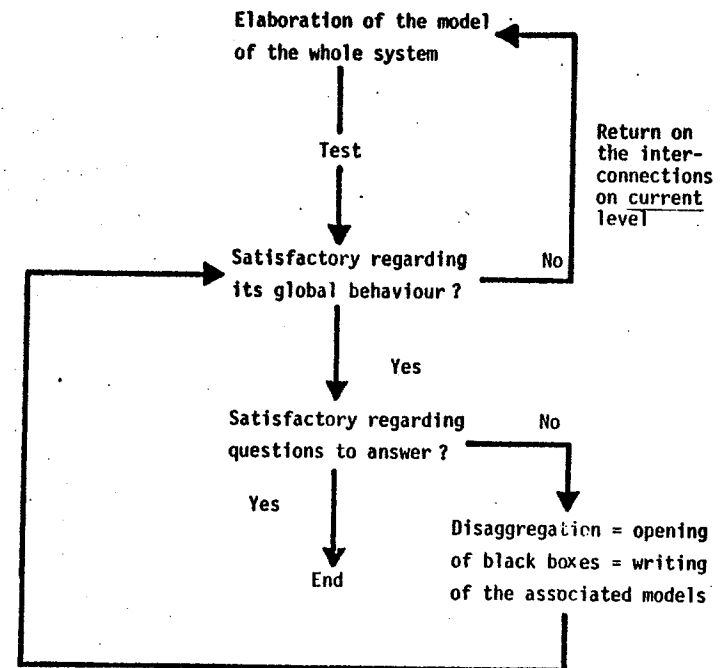 Elaboration of the model
of the whole system
Test
Return on
the inter-
connections
on current
level
Satisfactory regarding
its global behaviour ?
No
Yes
Satisfactory regarding
questions to answer ?
No
Yes
Disaggregation = opening
of black boxes = writing
of the associated models
End